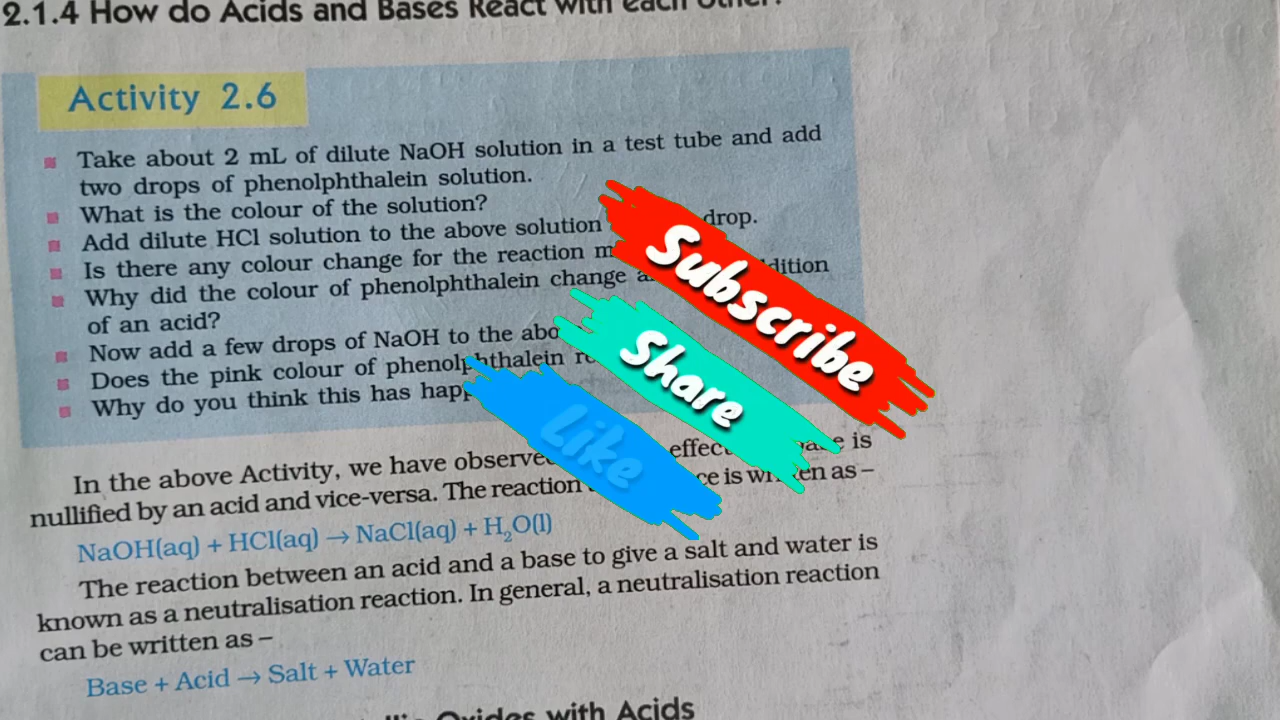 2.1.4 How do Acids and Bases React with each other?
Activity 2.6
Take about 2 mL of dilute NaOH solution in a test tube and add
two drops of phenolphthalein solution.
What is the colour of the solution?
Add dilute HCl solution to the above solution drop.
Is there any colour change for the reaction
Why did the colour of phenolphthalein change
of an acid?
Now add a few drops of NaOH to the
Does the pink colour of phenolphthalein
Why do you think this has
In the above Activity, we have is
nullified by an acid and vice-versa. The reaction is as –
NaOH(aq) + HCl(aq) → NaCl(aq) + H₂O(l)
The reaction between an acid and a base to give a salt and water is
known as a neutralisation reaction. In general, a neutralisation reaction
can be written as –
Base + Acid → Salt + Water
Oxides with Acids
Subscribe
Share
Like